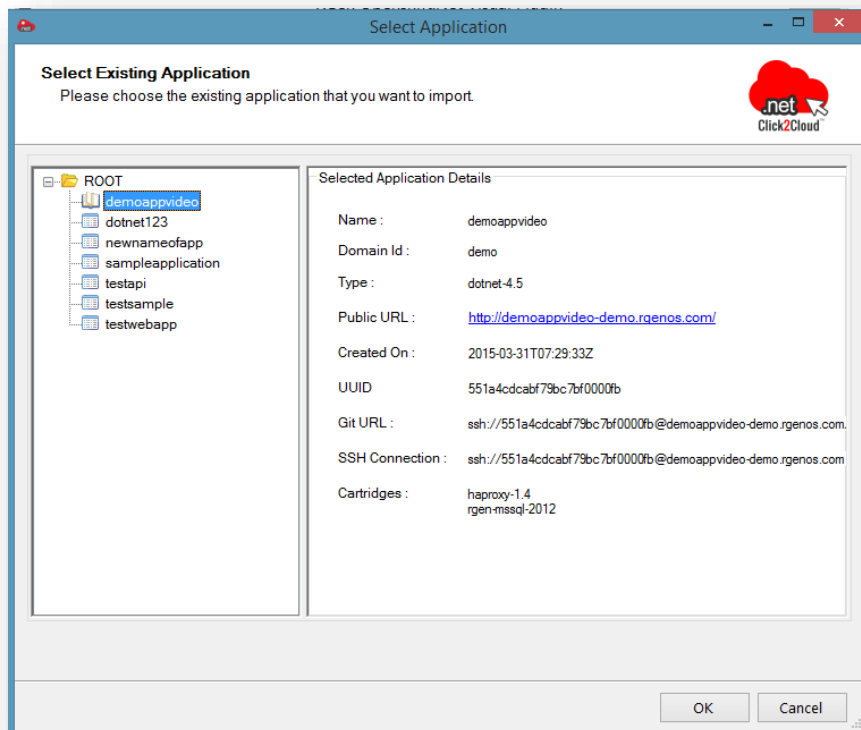 Select Application
Select Existing Application
Please choose the existing application that you want to import.
.net
Click2Cloud
ROOT
demoappvideo
dotnet123
newnameofapp
sampleapplication
testapi
testsample
testwebapp
Selected Application Details
Name : demoappvideo
Domain Id : demo
Type : dotnet-4.5
Public URL : http://demoappvideo-demo.rgenos.com/
Created On : 2015-03-31T07:29:33Z
UUID 551a4cdcabf79bc7bf0000fb
Git URL : ssh://551a4cdcabf79bc7bf0000fb@demoappvideo-demo.rgenos.com.
SSH Connection : ssh://551a4cdcabf79bc7bf0000fb@demoappvideo-demo.rgenos.com
Cartridges : haproxy-1.4
rgen-mssql-2012
OK
Cancel